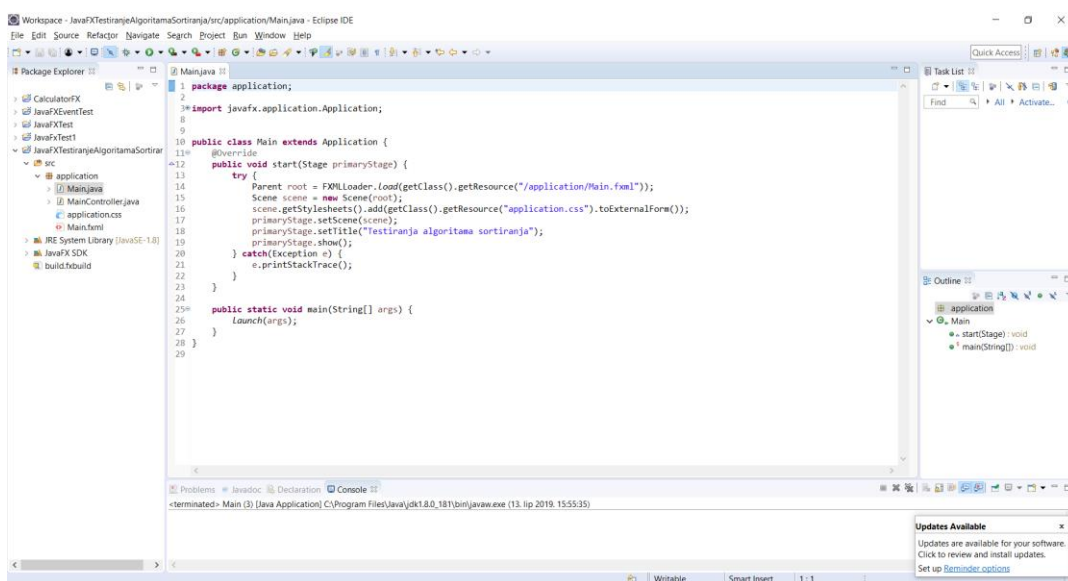 Workspace - JavaFXTestiranjeAlgoritamaSortiranja/src/application/Main.java - Eclipse IDE
File Edit Source Refactor Navigate Search Project Run Window Help
Quick Access
Package Explorer
CalculatorFX
JavaFXEventTest
JavaFXTest
JavaFxTest1
JavaFXTestiranjeAlgoritamaSortirar
src
application
Main.java
MainController.java
application.css
Main.fxml
JRE System Library [JavaSE-1.8]
JavaFX SDK
build.fxbuild
Main.java
1 package application;
2
3 import javafx.application.Application;
8
9
10 public class Main extends Application {
11 @Override
12 public void start(Stage primaryStage) {
13 try {
14 Parent root = FXMLLoader.load(getClass().getResource("/application/Main.fxml"));
15 Scene scene = new Scene(root);
16 scene.getStylesheets().add(getClass().getResource("application.css").toExternalForm());
17 primaryStage.setScene(scene);
18 primaryStage.setTitle("Testiranja algoritama sortiranja");
19 primaryStage.show();
20 } catch(Exception e) {
21 e.printStackTrace();
22 }
23 }
24
25 public static void main(String[] args) {
26 launch(args);
27 }
28 }
29
Task List
Find All Activate...
Outline
application
Main
start(Stage) : void
main(String[]) : void
Problems Javadoc Declaration Console
<terminated> Main (3) [Java Application] C:\Program Files\Java\jdk1.8.0_181\bin\javaw.exe (13. lip 2019. 15:55:35)
Updates Available x
Updates are available for your software.
Click to review and install updates.
Set up Reminder options
Writable Smart Insert 1 : 1